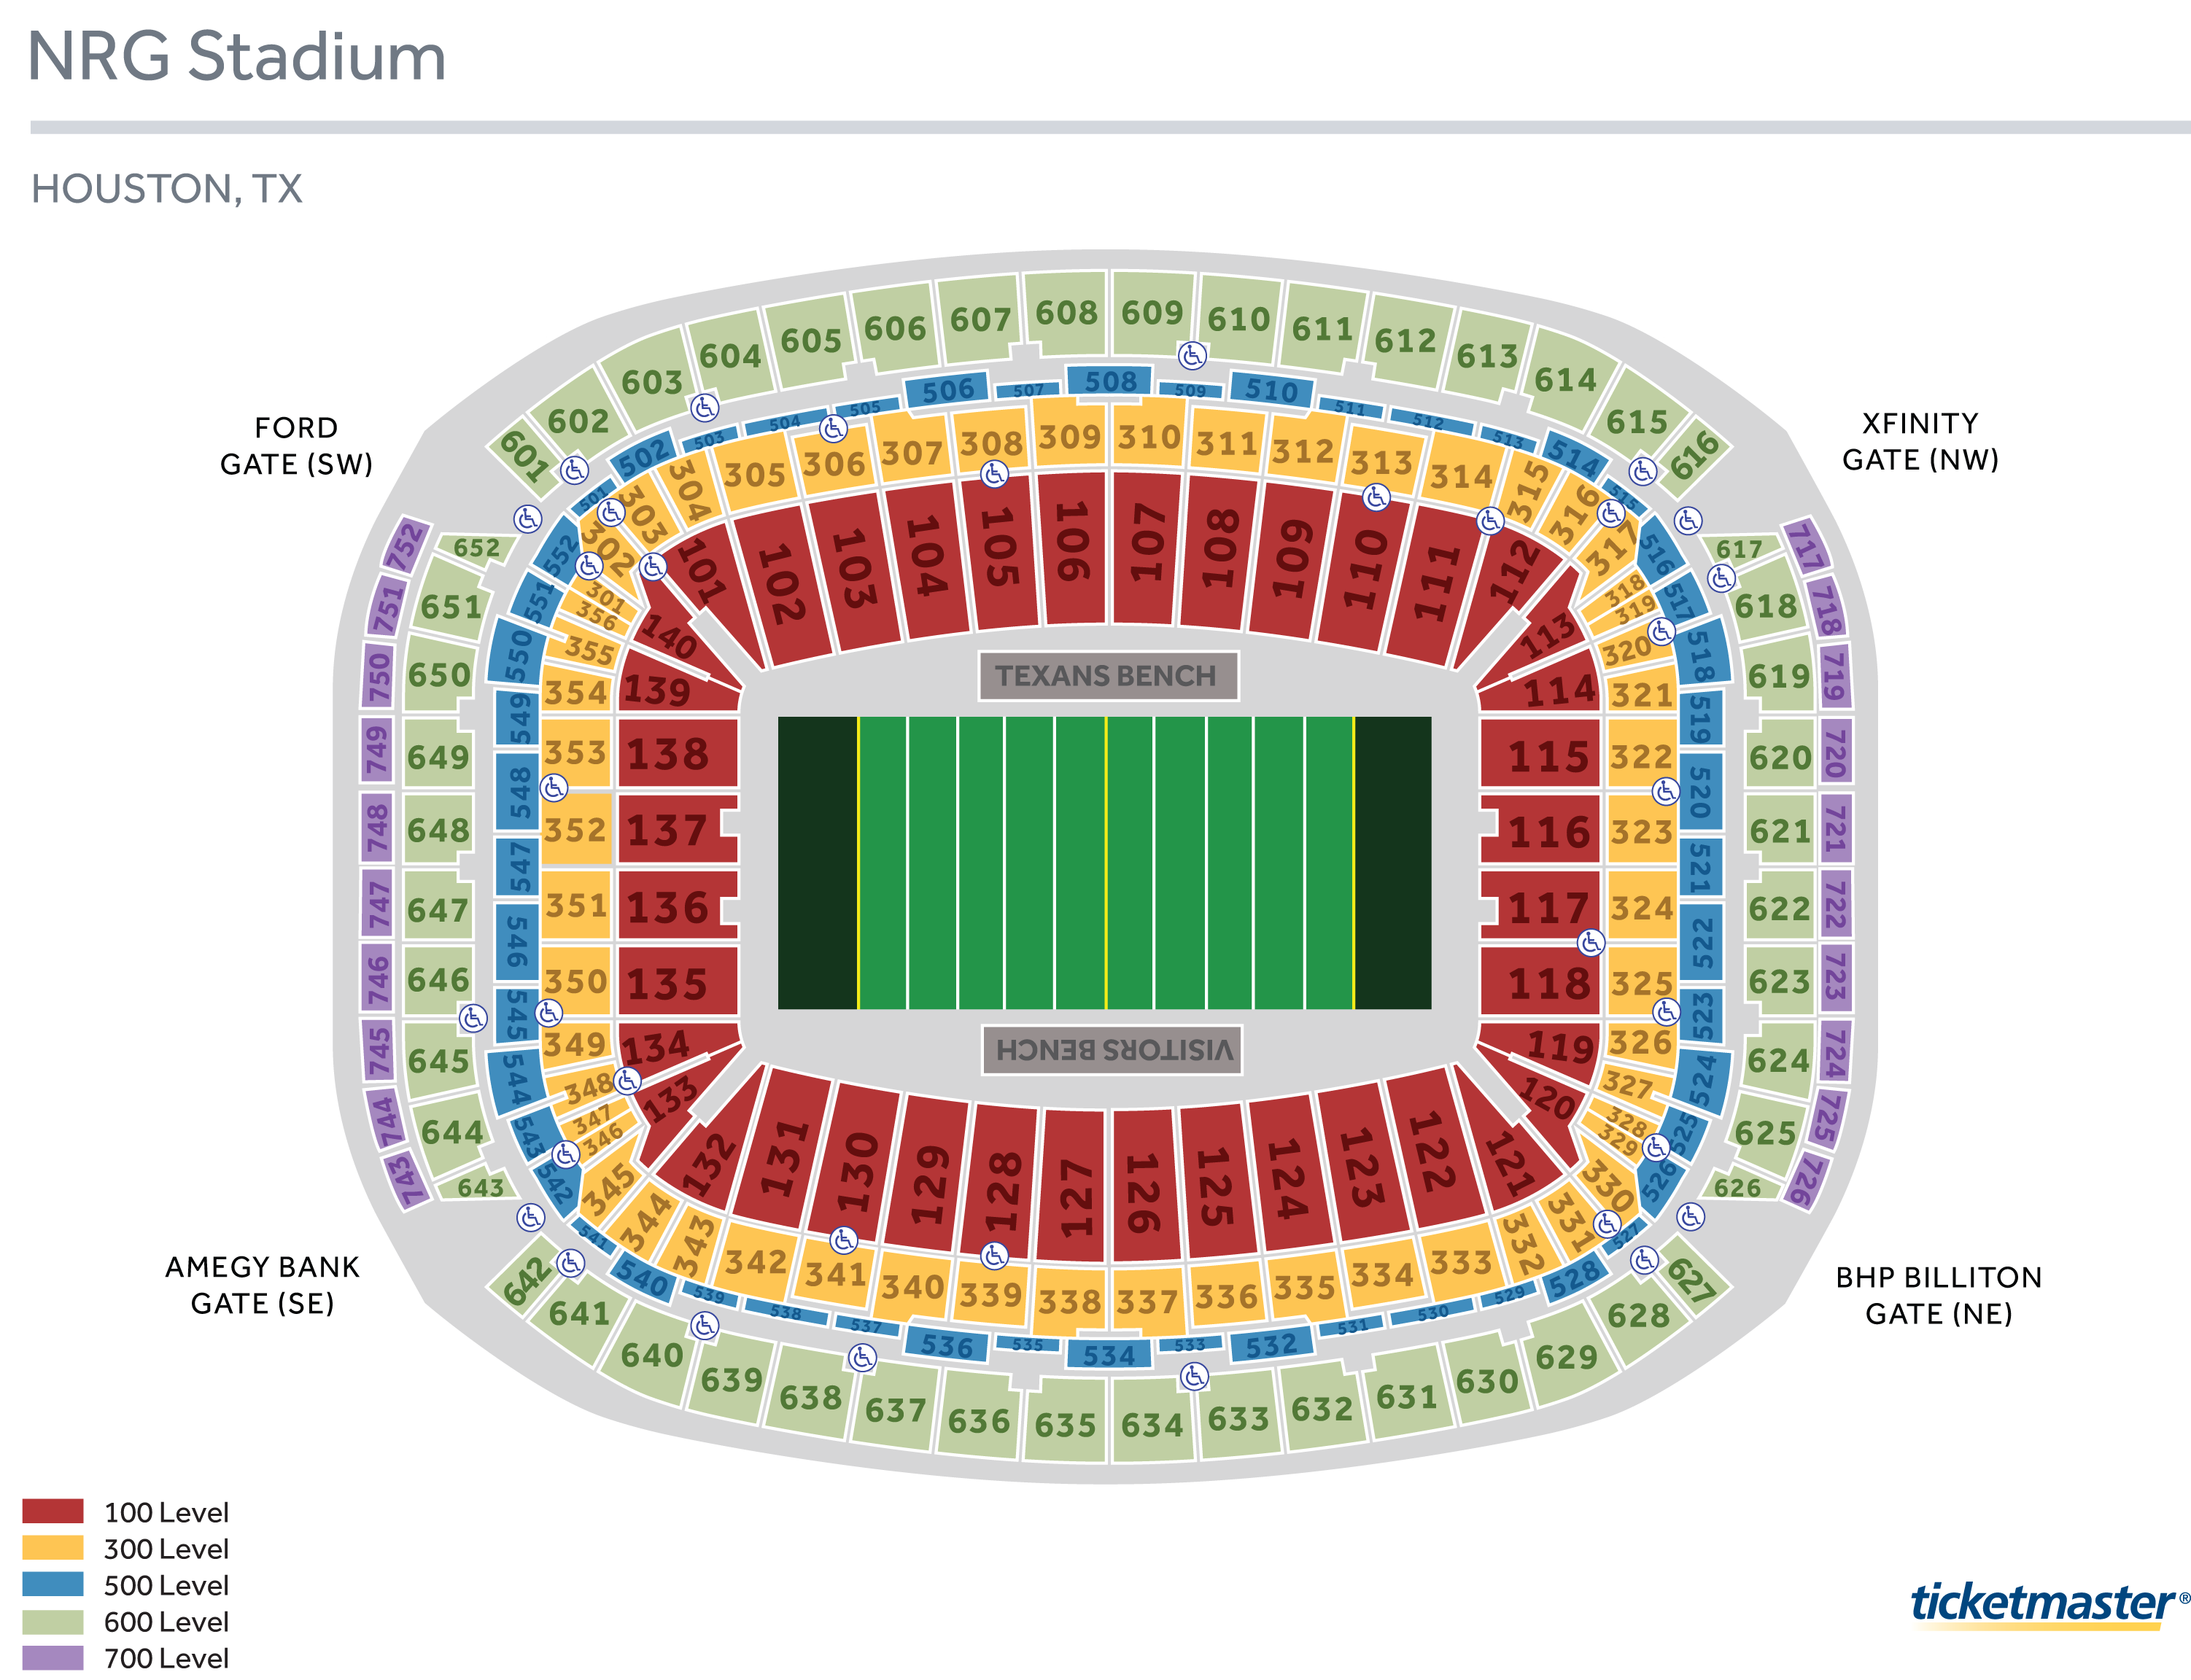 NRG Stadium
HOUSTON, TX
FORD
GATE (SW)
XFINITY
GATE (NW)
601 602 603 604 605 606 607 608 609 610 611 612 613 614 615 616
501 502 503 504 505 506 507 508 509 510 511 512 513 514 515
302 303 304 305 306 307 308 309 310 311 312 313 314 315 316 317
101 102 103 104 105 106 107 108 109 110 111 112
752 652 552 301 318 516 617 717
751 651 551 356 140 113 319 517 618 718
750 650 550 355 320 518
354 139 TEXANS BENCH 114 321 619 719
749 649 549 353 138 115 322 519 620 720
748 648 548 352 137 116 323 520 621 721
747 647 547 351 136 117 324 521 622 722
746 646 546 350 135 118 325 522 623 723
745 645 545 349 134 VISITORS BENCH 119 326 523 624 724
744 644 544 348 133 120 327 524 625 725
743 643 543 347 346 328 329 525 626 726
542 526
132 131 130 129 128 127 126 125 124 123 122 121
345 344 343 342 341 340 339 338 337 336 335 334 333 332 331 330
541 540 539 538 537 536 535 534 533 532 531 530 529 528 527
642 641 640 639 638 637 636 635 634 633 632 631 630 629 628 627
AMEGY BANK
GATE (SE)
BHP BILLITON
GATE (NE)
100 Level
300 Level
500 Level
600 Level
700 Level
ticketmaster®